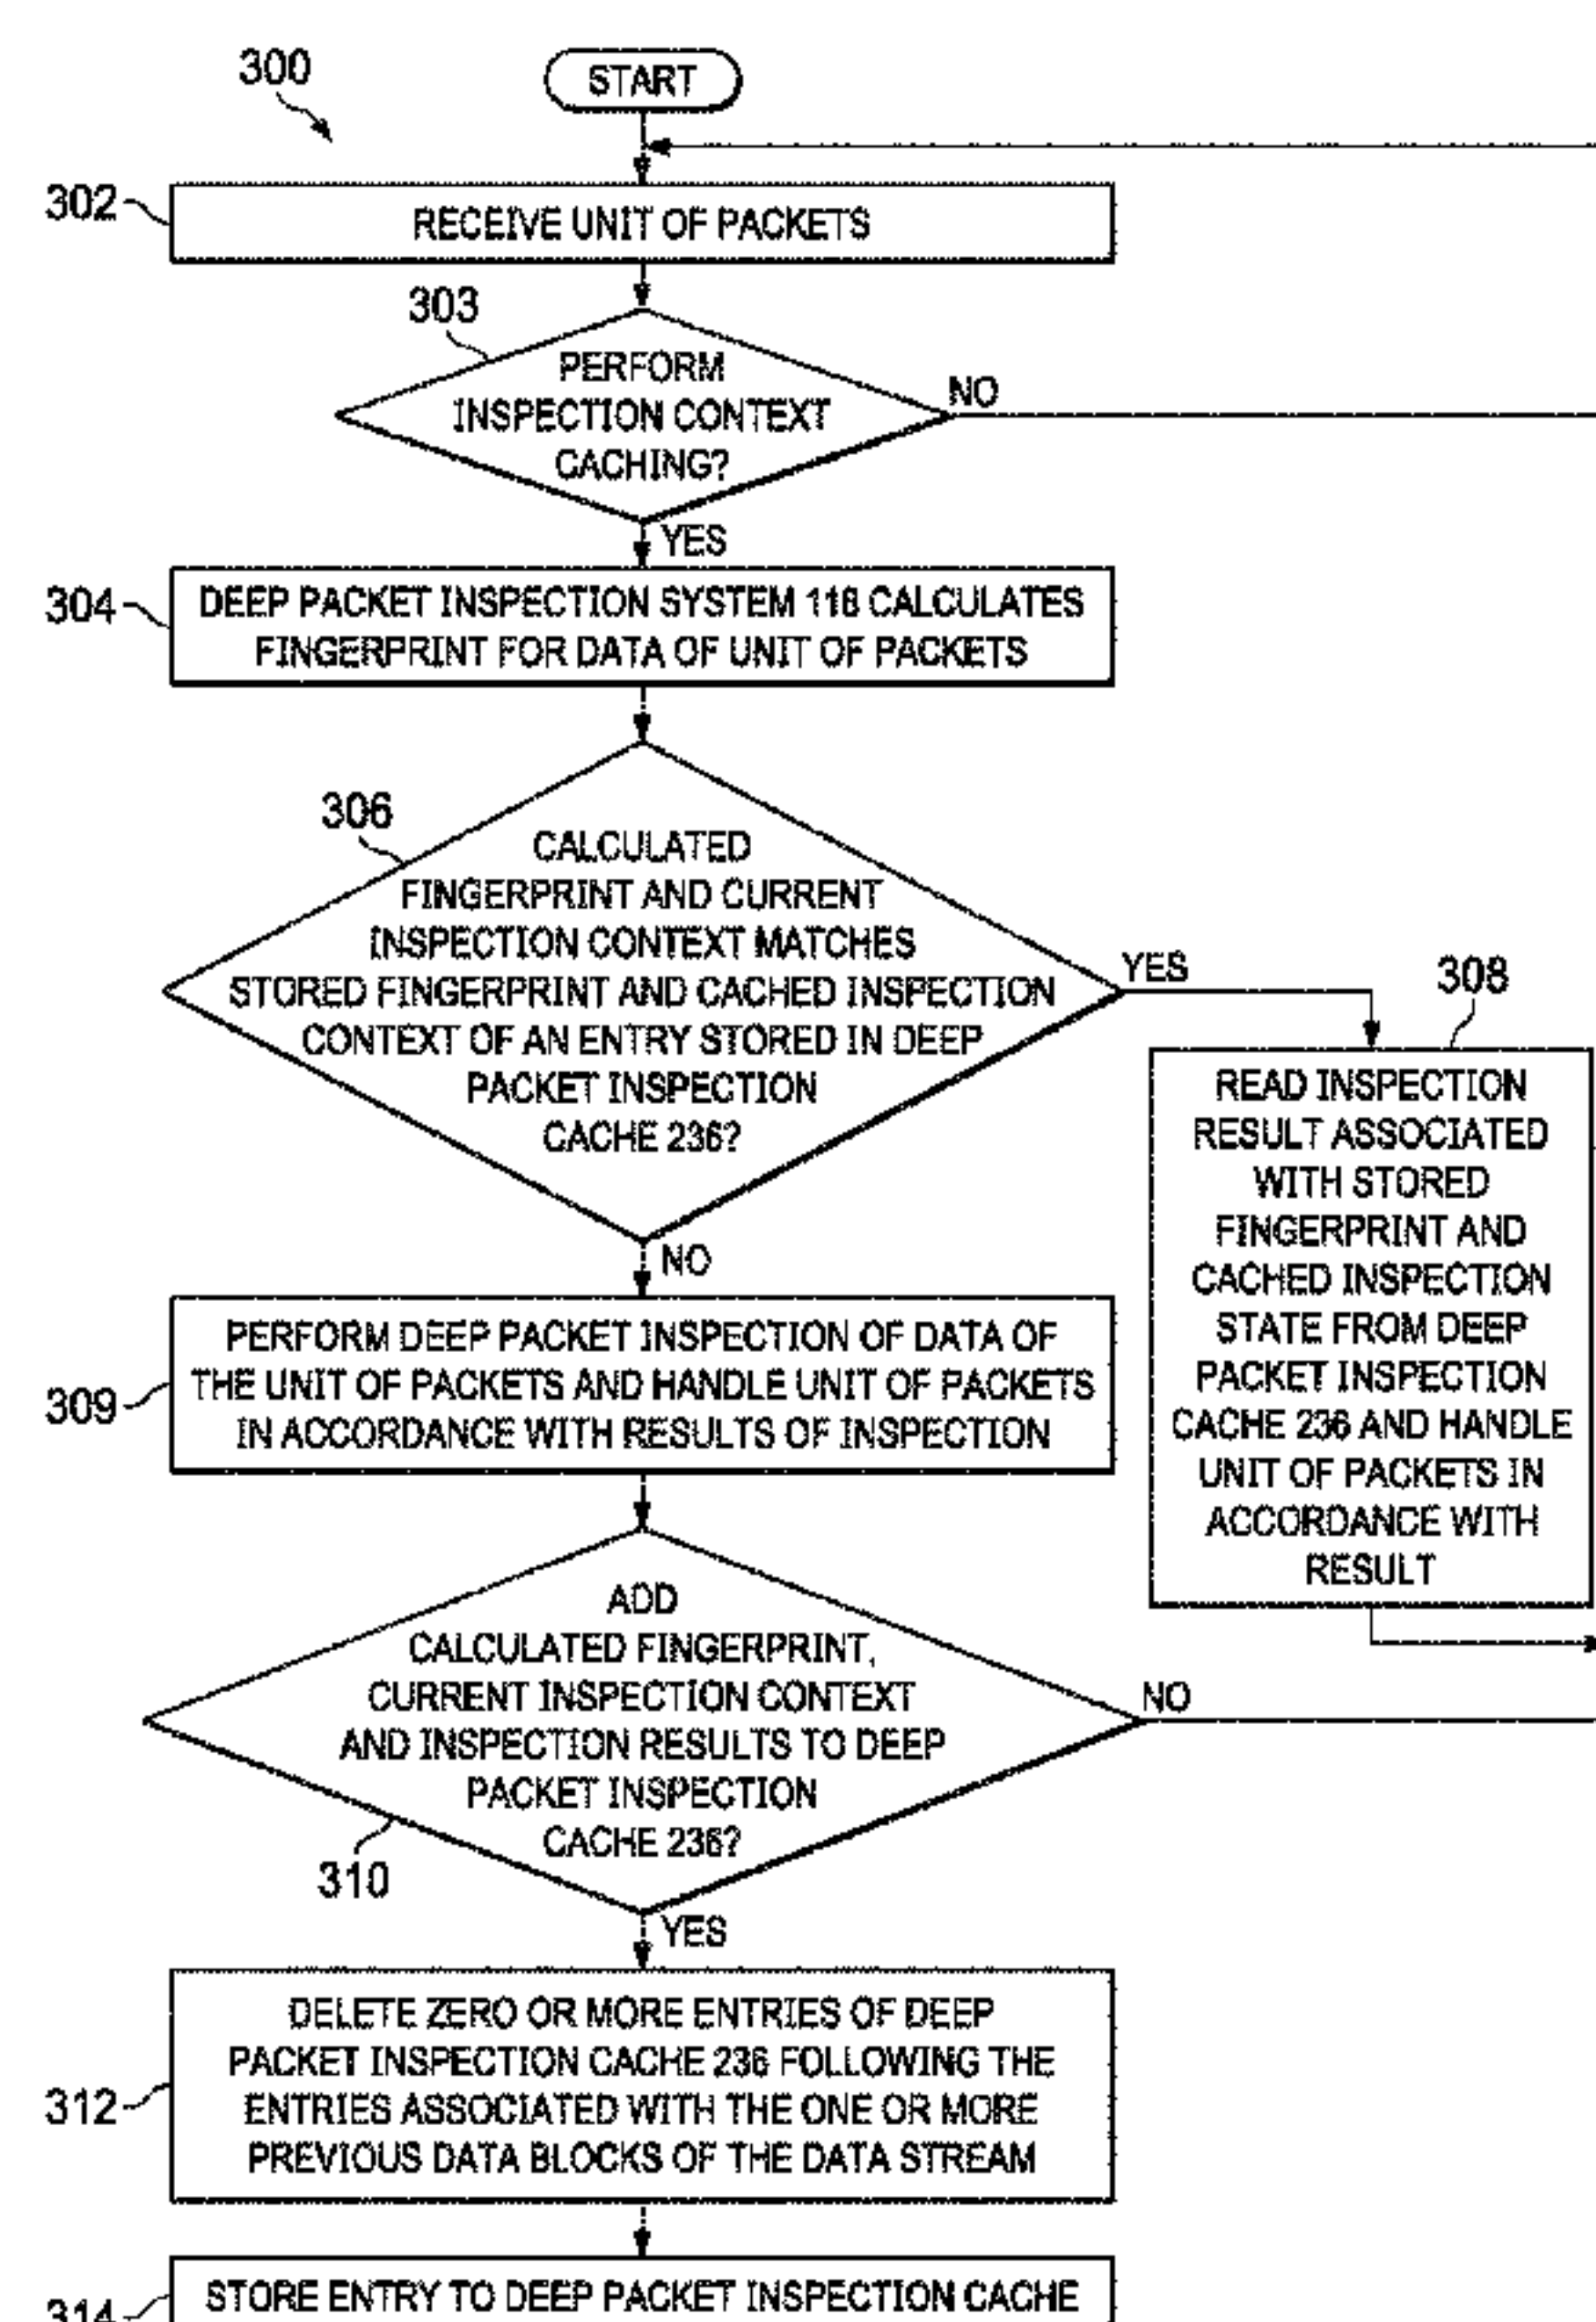 300
START
302
RECEIVE UNIT OF PACKETS
303
PERFORM
INSPECTION CONTEXT
CACHING?
NO
YES
304
DEEP PACKET INSPECTION SYSTEM 118 CALCULATES
FINGERPRINT FOR DATA OF UNIT OF PACKETS
306
CALCULATED
FINGERPRINT AND CURRENT
INSPECTION CONTEXT MATCHES
STORED FINGERPRINT AND CACHED INSPECTION
CONTEXT OF AN ENTRY STORED IN DEEP
PACKET INSPECTION
CACHE 236?
YES
308
READ INSPECTION
RESULT ASSOCIATED
WITH STORED
FINGERPRINT AND
CACHED INSPECTION
STATE FROM DEEP
PACKET INSPECTION
CACHE 236 AND HANDLE
UNIT OF PACKETS IN
ACCORDANCE WITH
RESULT
NO
309
PERFORM DEEP PACKET INSPECTION OF DATA OF
THE UNIT OF PACKETS AND HANDLE UNIT OF PACKETS
IN ACCORDANCE WITH RESULTS OF INSPECTION
ADD
CALCULATED FINGERPRINT,
CURRENT INSPECTION CONTEXT
AND INSPECTION RESULTS TO DEEP
PACKET INSPECTION
CACHE 236?
NO
310
YES
312
DELETE ZERO OR MORE ENTRIES OF DEEP
PACKET INSPECTION CACHE 236 FOLLOWING THE
ENTRIES ASSOCIATED WITH THE ONE OR MORE
PREVIOUS DATA BLOCKS OF THE DATA STREAM
314
STORE ENTRY TO DEEP PACKET INSPECTION CACHE